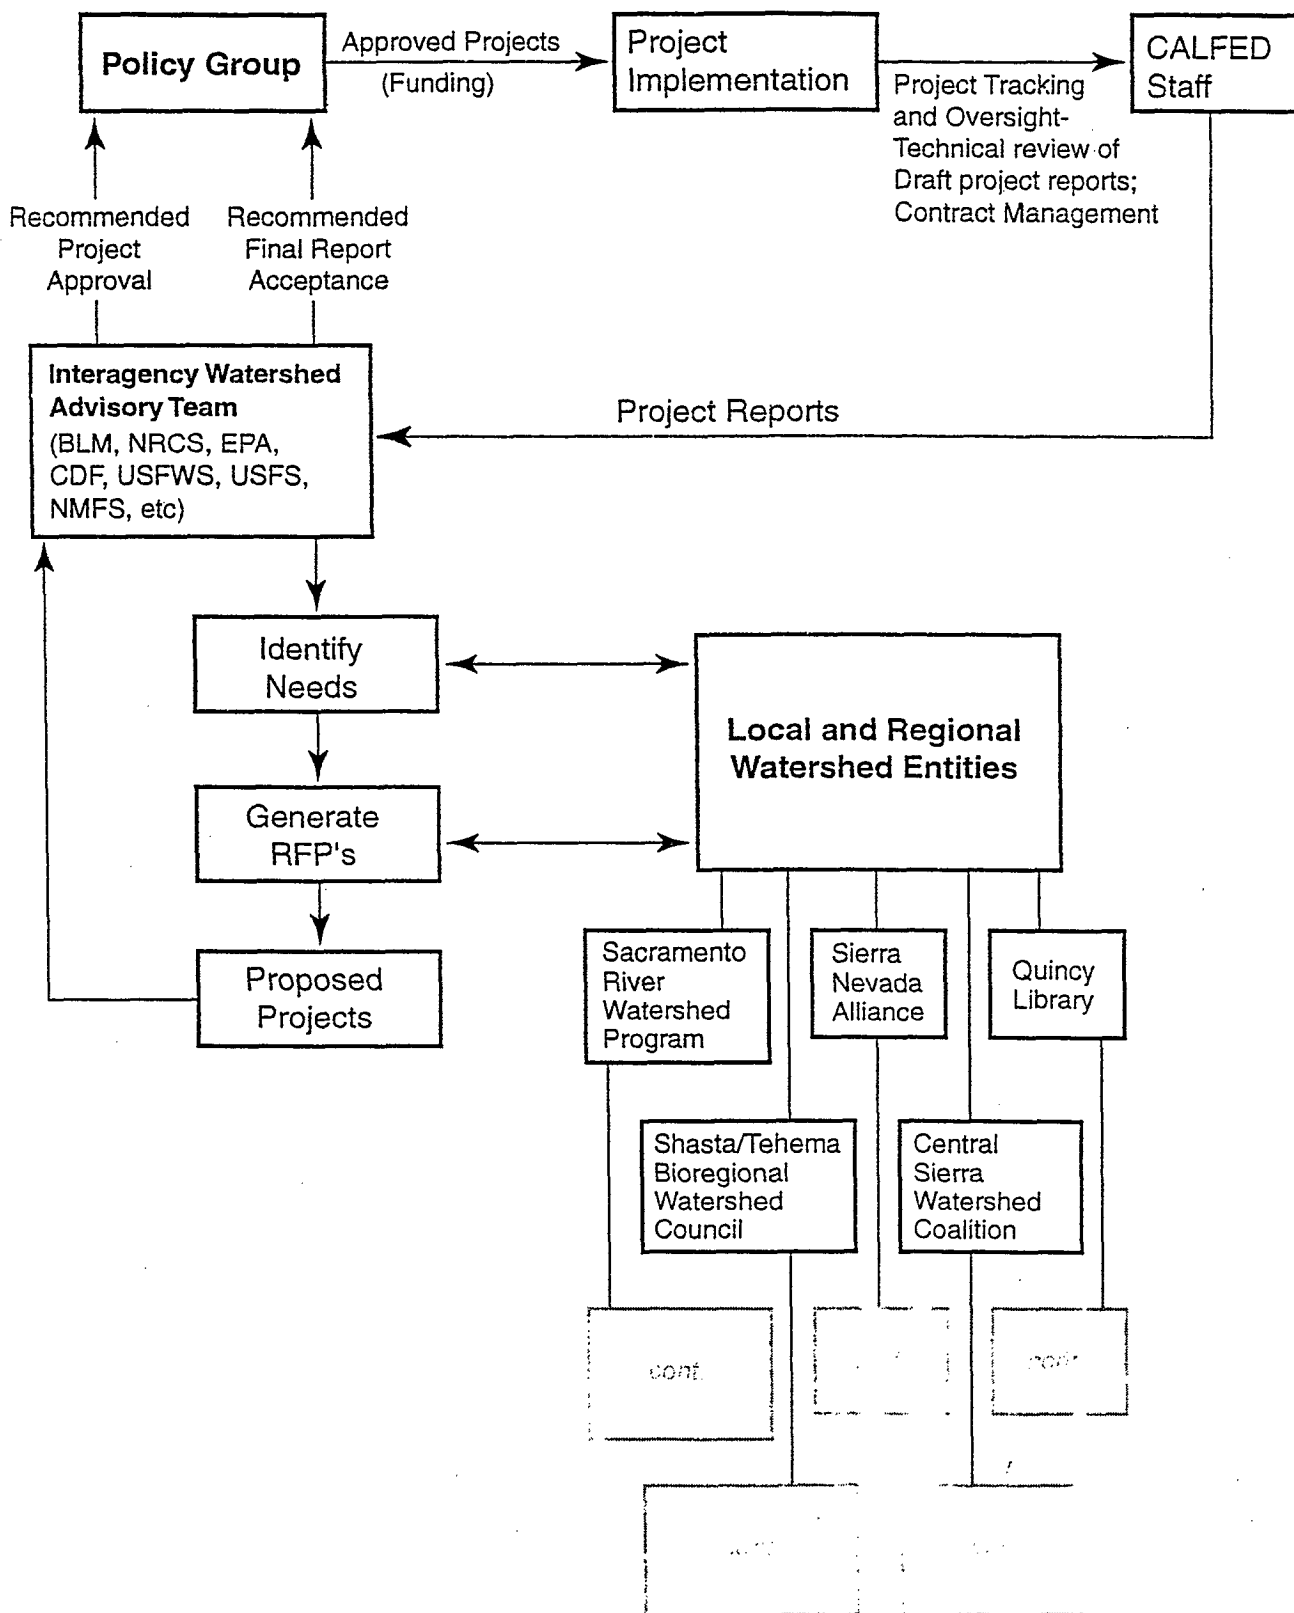 Policy Group
Approved Projects
(Funding)
Project
Implementation
CALFED
Staff
Project Tracking
and Oversight-
Technical review of
Draft project reports;
Contract Management
Recommended
Project
Approval
Recommended
Final Report
Acceptance
Interagency Watershed
Advisory Team
(BLM, NRCS, EPA,
CDF, USFWS, USFS,
NMFS, etc)
Project Reports
Identify
Needs
Generate
RFP's
Proposed
Projects
Local and Regional
Watershed Entities
Sacramento
River
Watershed
Program
Sierra
Nevada
Alliance
Quincy
Library
Shasta/Tehema
Bioregional
Watershed
Council
Central
Sierra
Watershed
Coalition
cont.